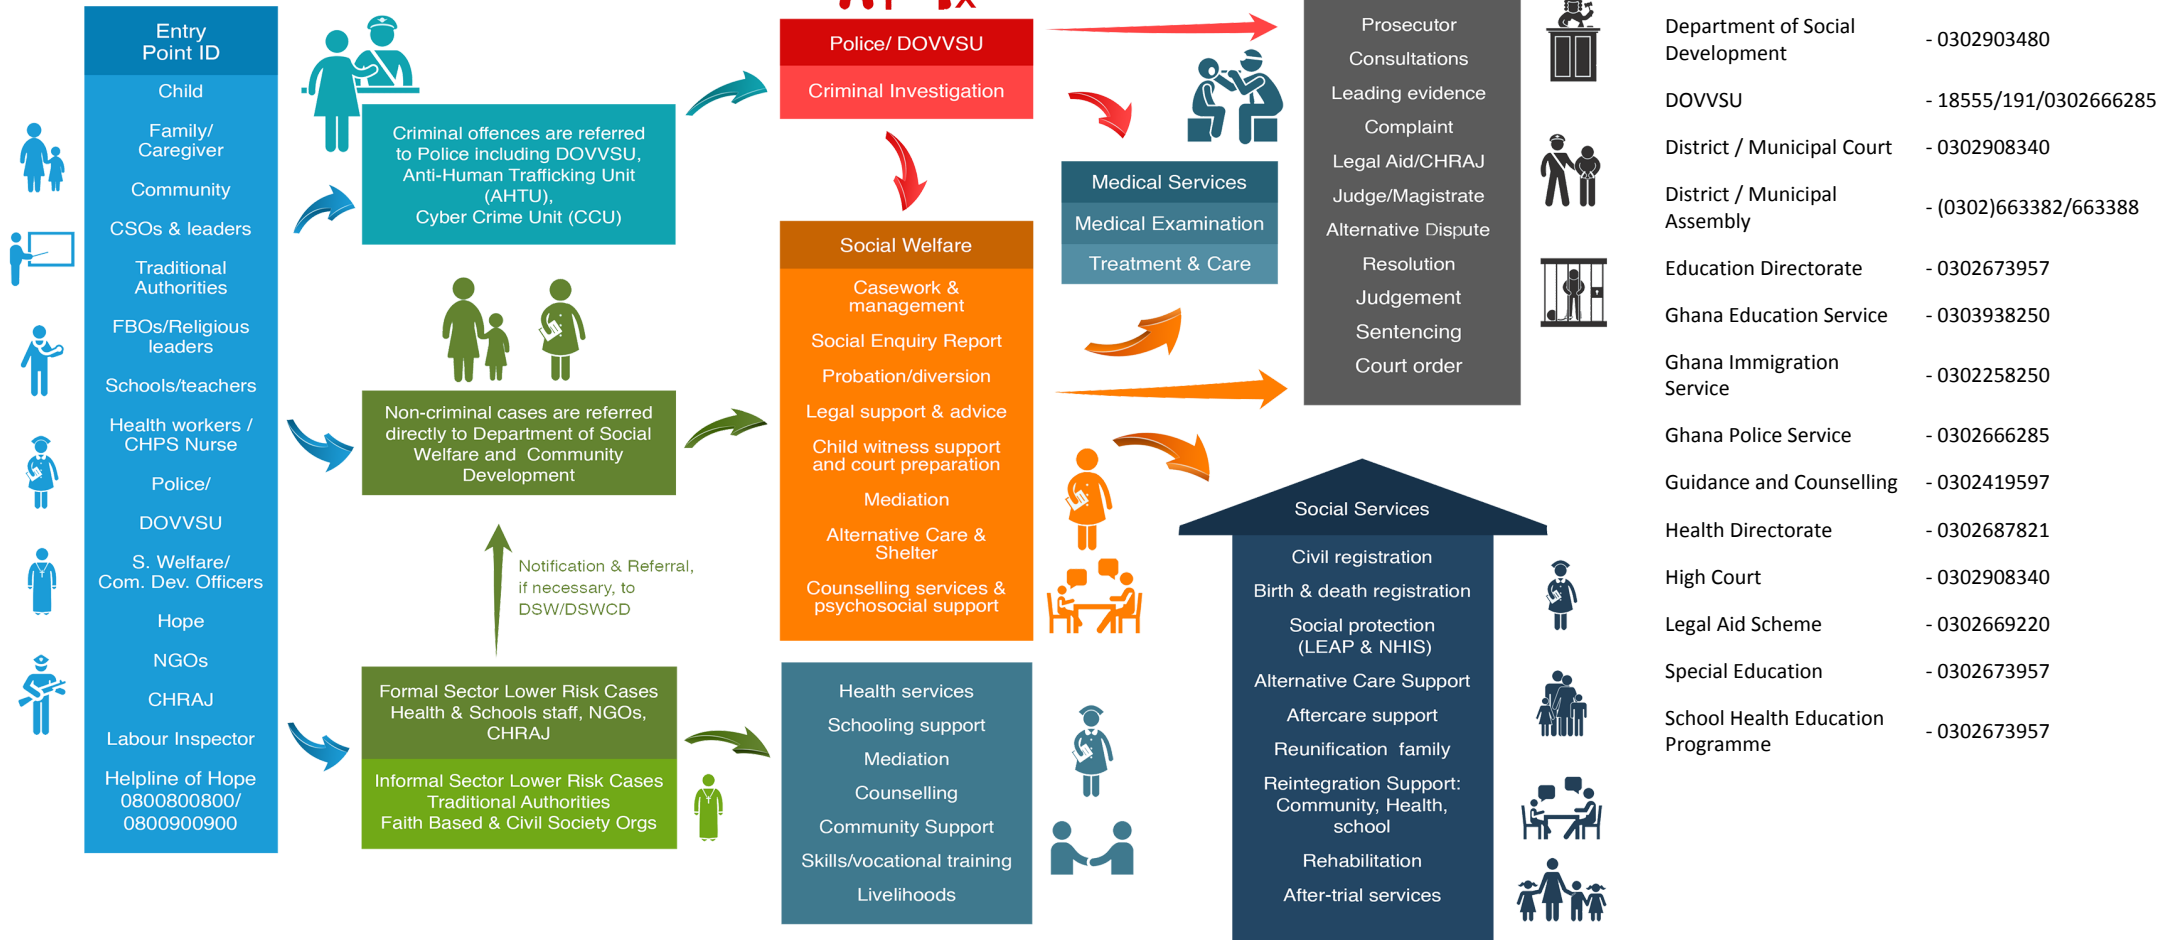 Entry
Point ID
Child
Family/
Caregiver
Community
CSOs & leaders
Traditional
Authorities
FBOs/Religious
leaders
Schools/teachers
Health workers /
CHPS Nurse
Police/
DOVVSU
S. Welfare/
Com. Dev. Officers
Hope
NGOs
CHRAJ
Labour Inspector
Helpline of Hope
0800800800/
0800900900
Criminal offences are referred
to Police including DOVVSU,
Anti-Human Trafficking Unit
(AHTU),
Cyber Crime Unit (CCU)
Non-criminal cases are referred
directly to Department of Social
Welfare and Community
Development
Notification & Referral,
if necessary, to
DSW/DSWCD
Formal Sector Lower Risk Cases
Health & Schools staff, NGOs,
CHRAJ
Informal Sector Lower Risk Cases
Traditional Authorities
Faith Based & Civil Society Orgs
Police/ DOVVSU
Criminal Investigation
Social Welfare
Casework &
management
Social Enquiry Report
Probation/diversion
Legal support & advice
Child witness support
and court preparation
Mediation
Alternative Care &
Shelter
Counselling services &
psychosocial support
Health services
Schooling support
Mediation
Counselling
Community Support
Skills/vocational training
Livelihoods
Medical Services
Medical Examination
Treatment & Care
Prosecutor
Consultations
Leading evidence
Complaint
Legal Aid/CHRAJ
Judge/Magistrate
Alternative Dispute
Resolution
Judgement
Sentencing
Court order
Social Services
Civil registration
Birth & death registration
Social protection
(LEAP & NHIS)
Alternative Care Support
Aftercare support
Reunification family
Reintegration Support:
Community, Health,
school
Rehabilitation
After-trial services
Department of Social
Development - 0302903480
DOVVSU - 18555/191/0302666285
District / Municipal Court - 0302908340
District / Municipal
Assembly - (0302)663382/663388
Education Directorate - 0302673957
Ghana Education Service - 0303938250
Ghana Immigration
Service - 0302258250
Ghana Police Service - 0302666285
Guidance and Counselling - 0302419597
Health Directorate - 0302687821
High Court - 0302908340
Legal Aid Scheme - 0302669220
Special Education - 0302673957
School Health Education
Programme - 0302673957